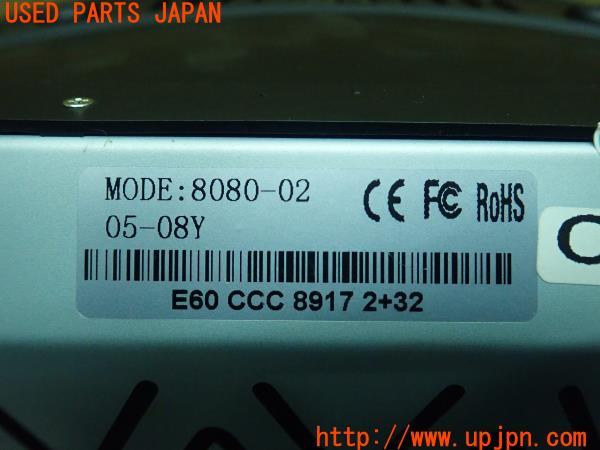 USED PARTS JAPAN
MODE:8080-02
05-08Y
CE FC RoHS
E60 CCC 8917 2+32
http://www.upjpn.com